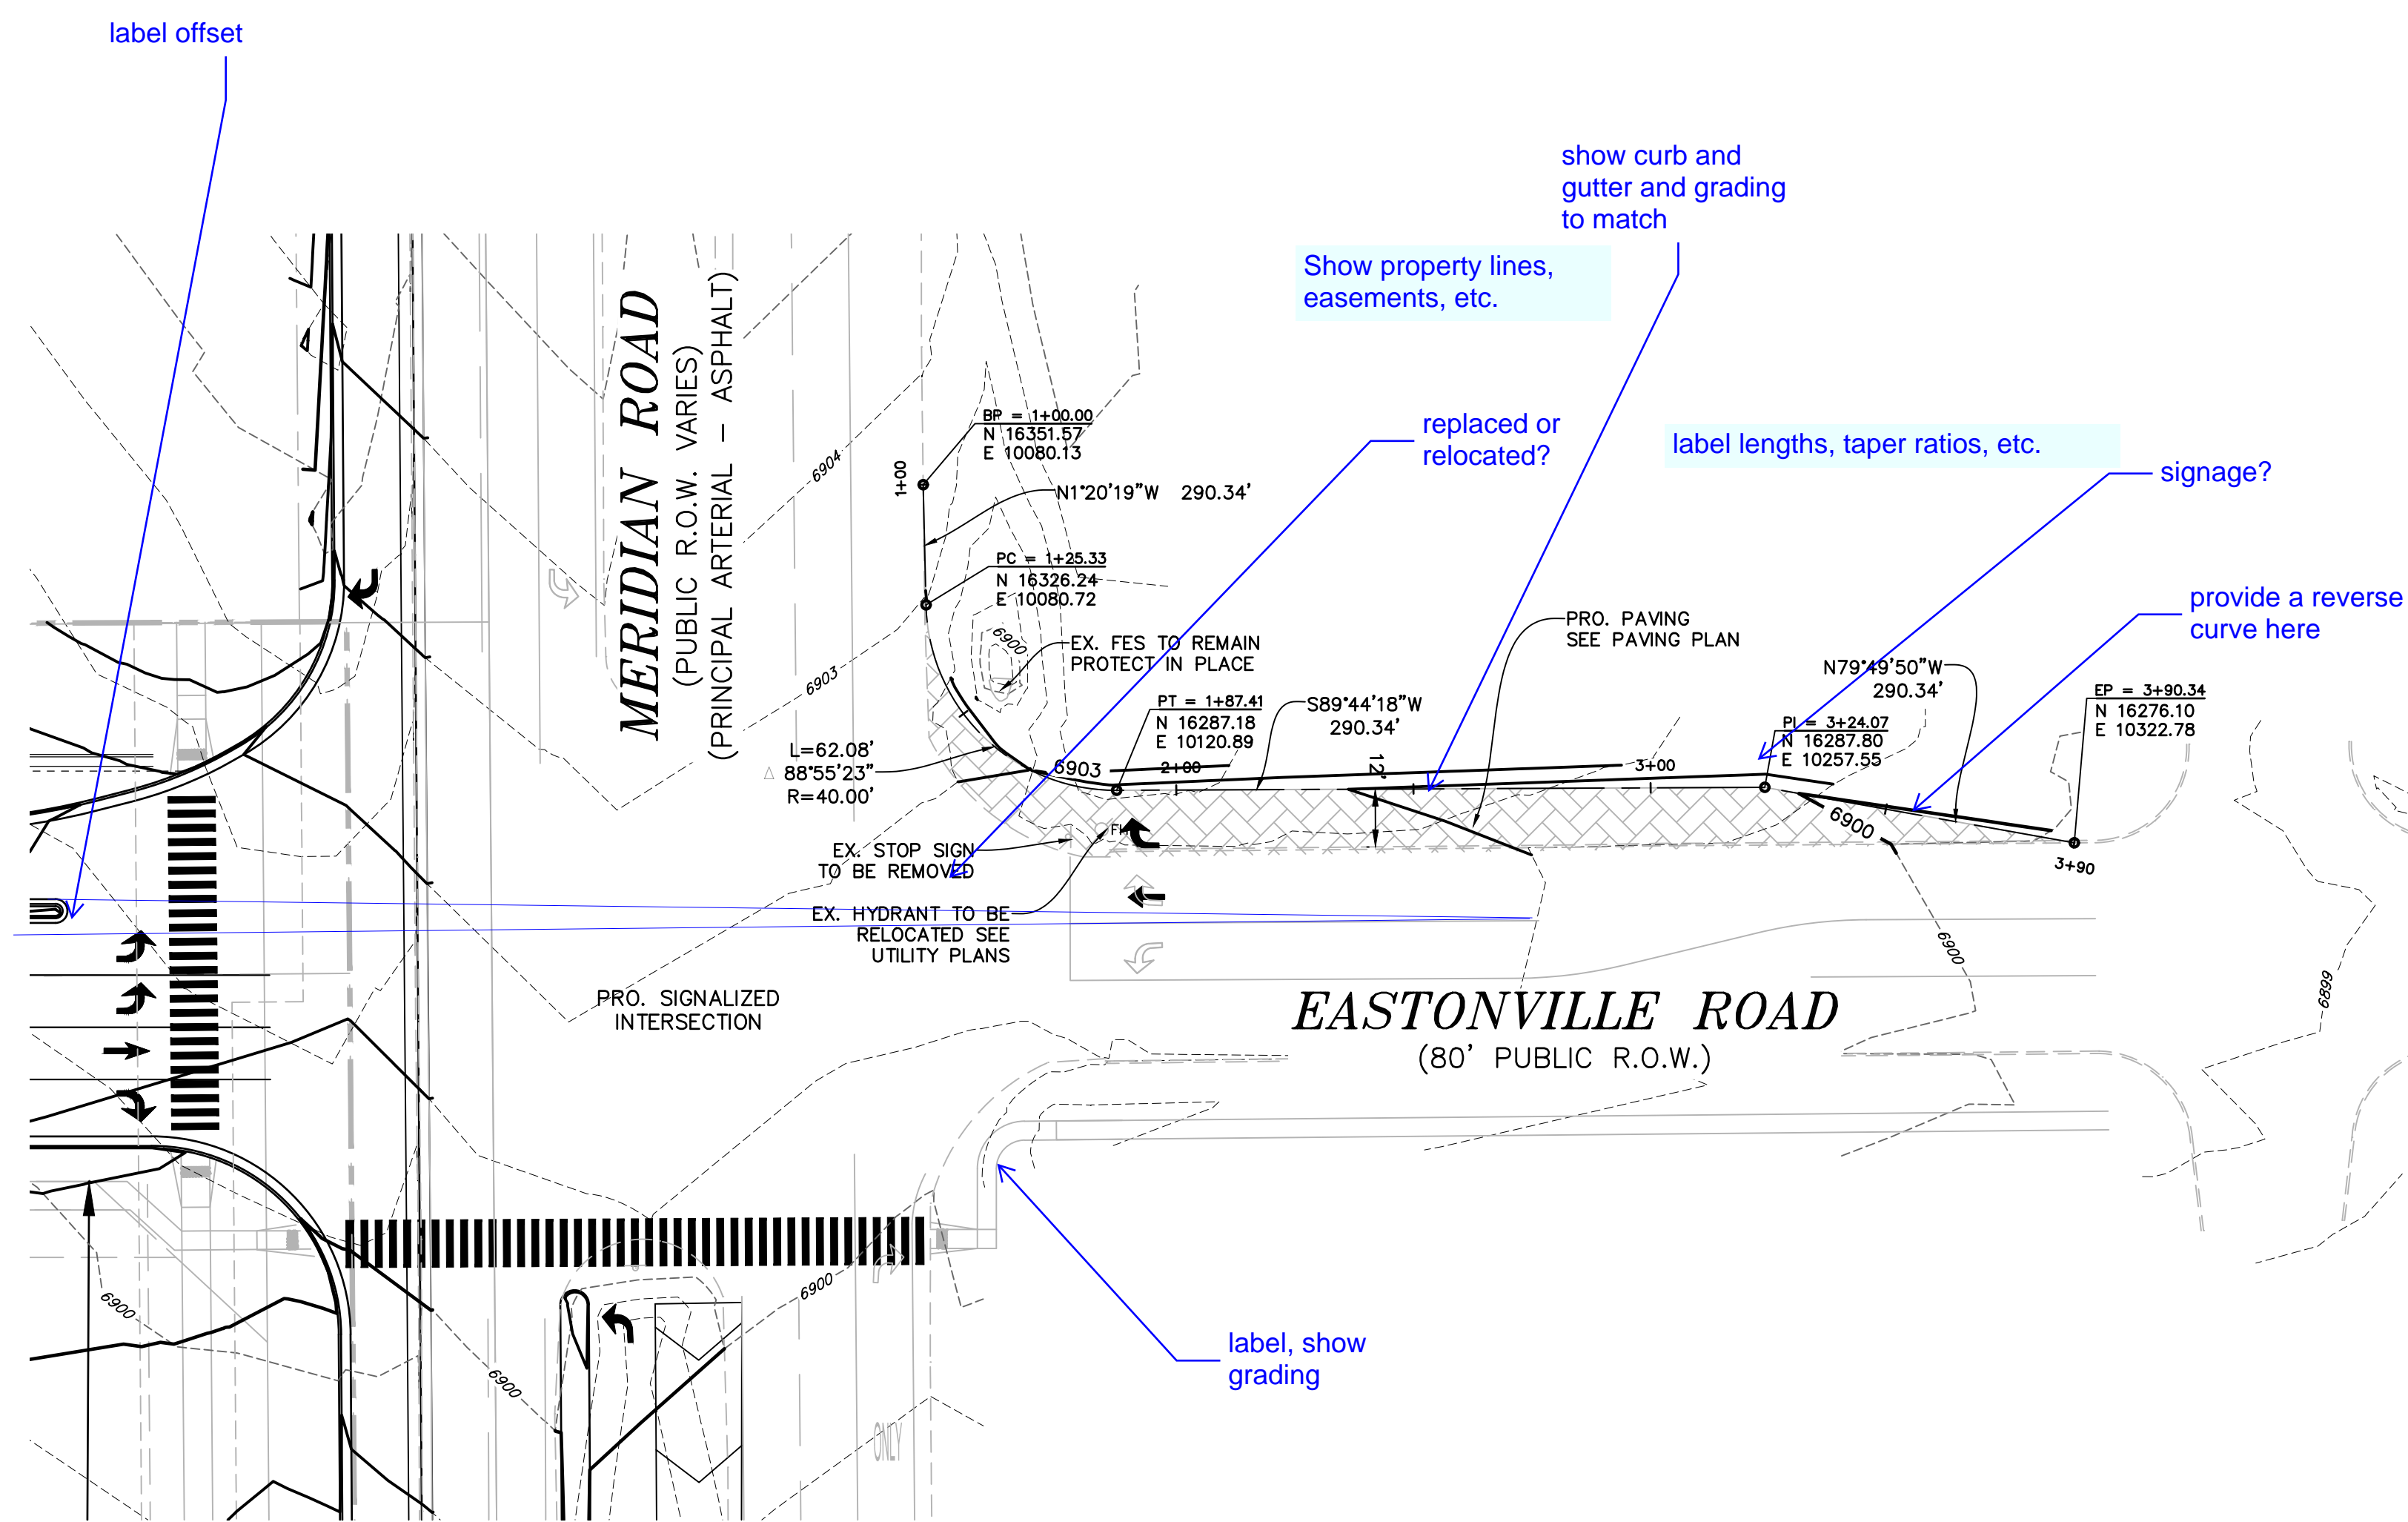 label offset
show curb and
gutter and grading
to match
Show property lines,
easements, etc.
replaced or
relocated?
label lengths, taper ratios, etc.
signage?
provide a reverse
curve here
MERIDIAN ROAD
(PUBLIC R.O.W. VARIES)
(PRINCIPAL ARTERIAL – ASPHALT)
6904
6903
1+00
BP = 1+00.00
N 16351.57
E 10080.13
N1°20'19"W 290.34'
PC = 1+25.33
N 16326.24
E 10080.72
6900
EX. FES TO REMAIN
PROTECT IN PLACE
PRO. PAVING
SEE PAVING PLAN
PT = 1+87.41
N 16287.18
E 10120.89
S89°44'18"W
290.34'
N79°49'50"W
290.34'
PI = 3+24.07
N 16287.80
E 10257.55
EP = 3+90.34
N 16276.10
E 10322.78
L=62.08'
△ 88°55'23"
R=40.00'
6903
2+00
12'
3+00
6900
3+90
FH
EX. STOP SIGN
TO BE REMOVED
EX. HYDRANT TO BE
RELOCATED SEE
UTILITY PLANS
6900
6899
PRO. SIGNALIZED
INTERSECTION
EASTONVILLE ROAD
(80' PUBLIC R.O.W.)
6900
6900
6900
ONLY
label, show
grading